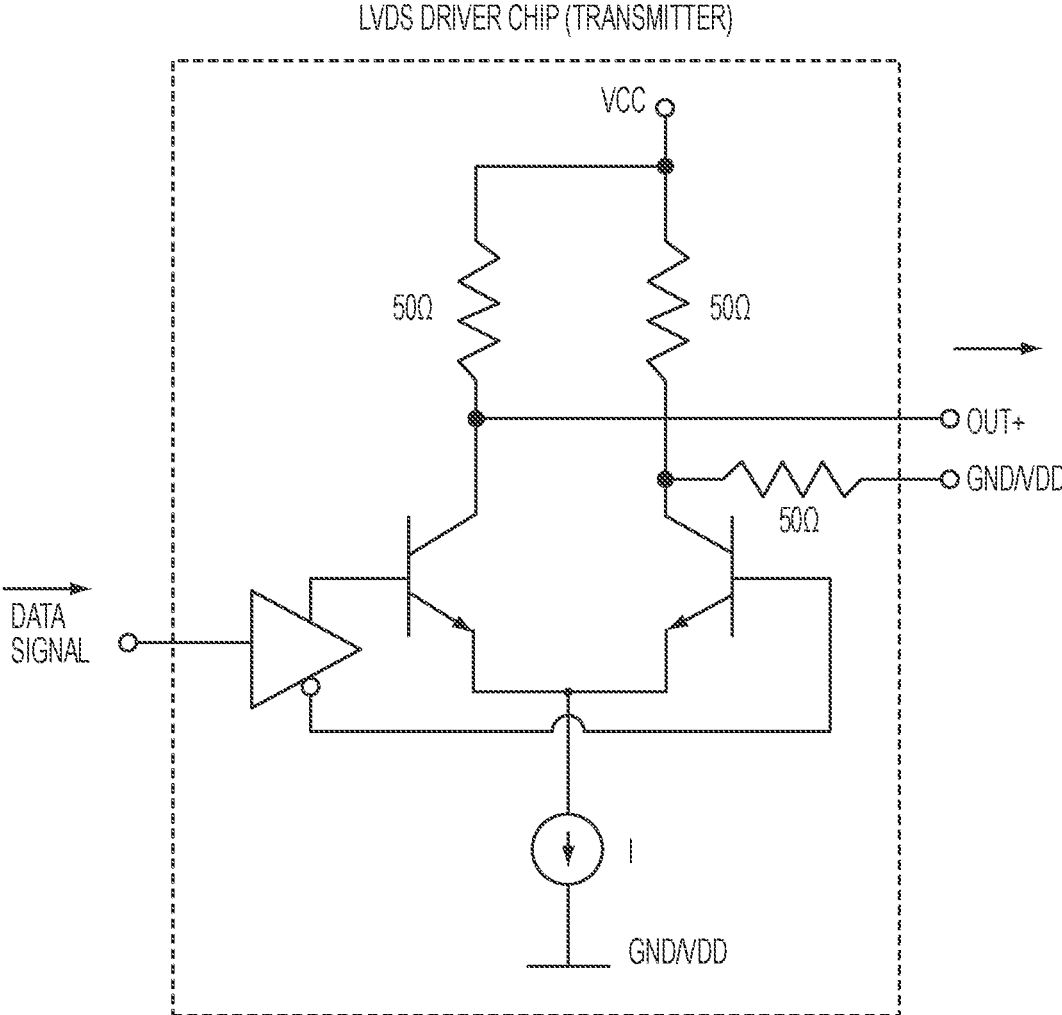 LVDS DRIVER CHIP (TRANSMITTER)
VCC
50Ω
50Ω
OUT+
GND/VDD
50Ω
DATA
SIGNAL
I
GND/VDD